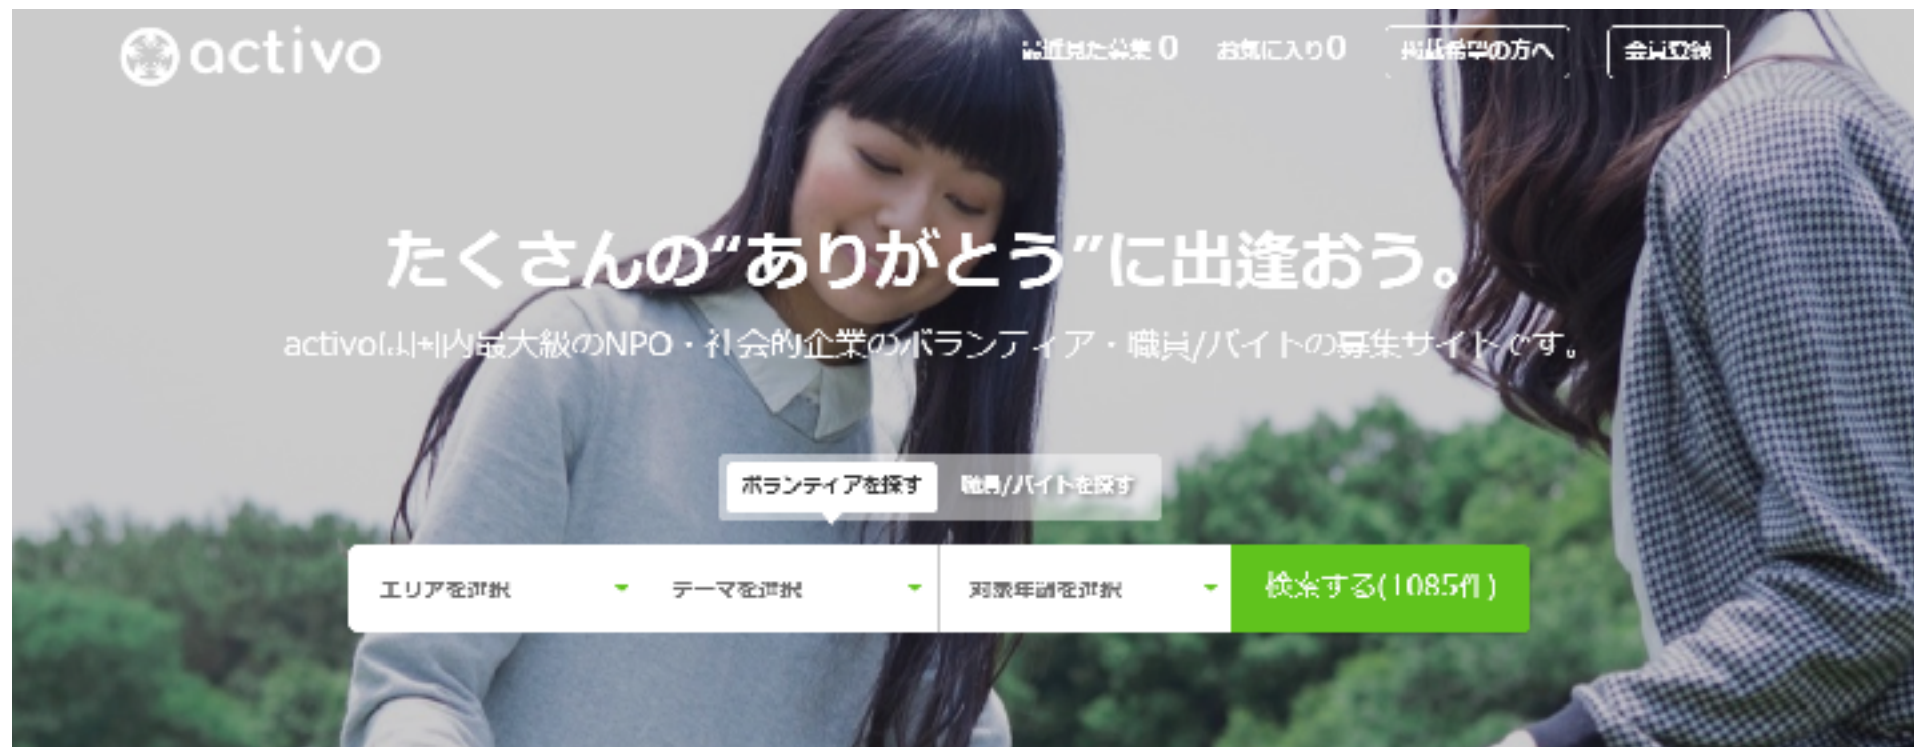 activo
最近見た募集 0 お気に入り0 掲載希望の方へ 会員登録
たくさんの“ありがとう”に出逢おう。
activoは国内最大級のNPO・社会的企業のボランティア・職員/バイトの募集サイトです。
ボランティアを探す 職員/バイトを探す
エリアを選択 テーマを選択 対象年齢を選択 検索する(1085件)